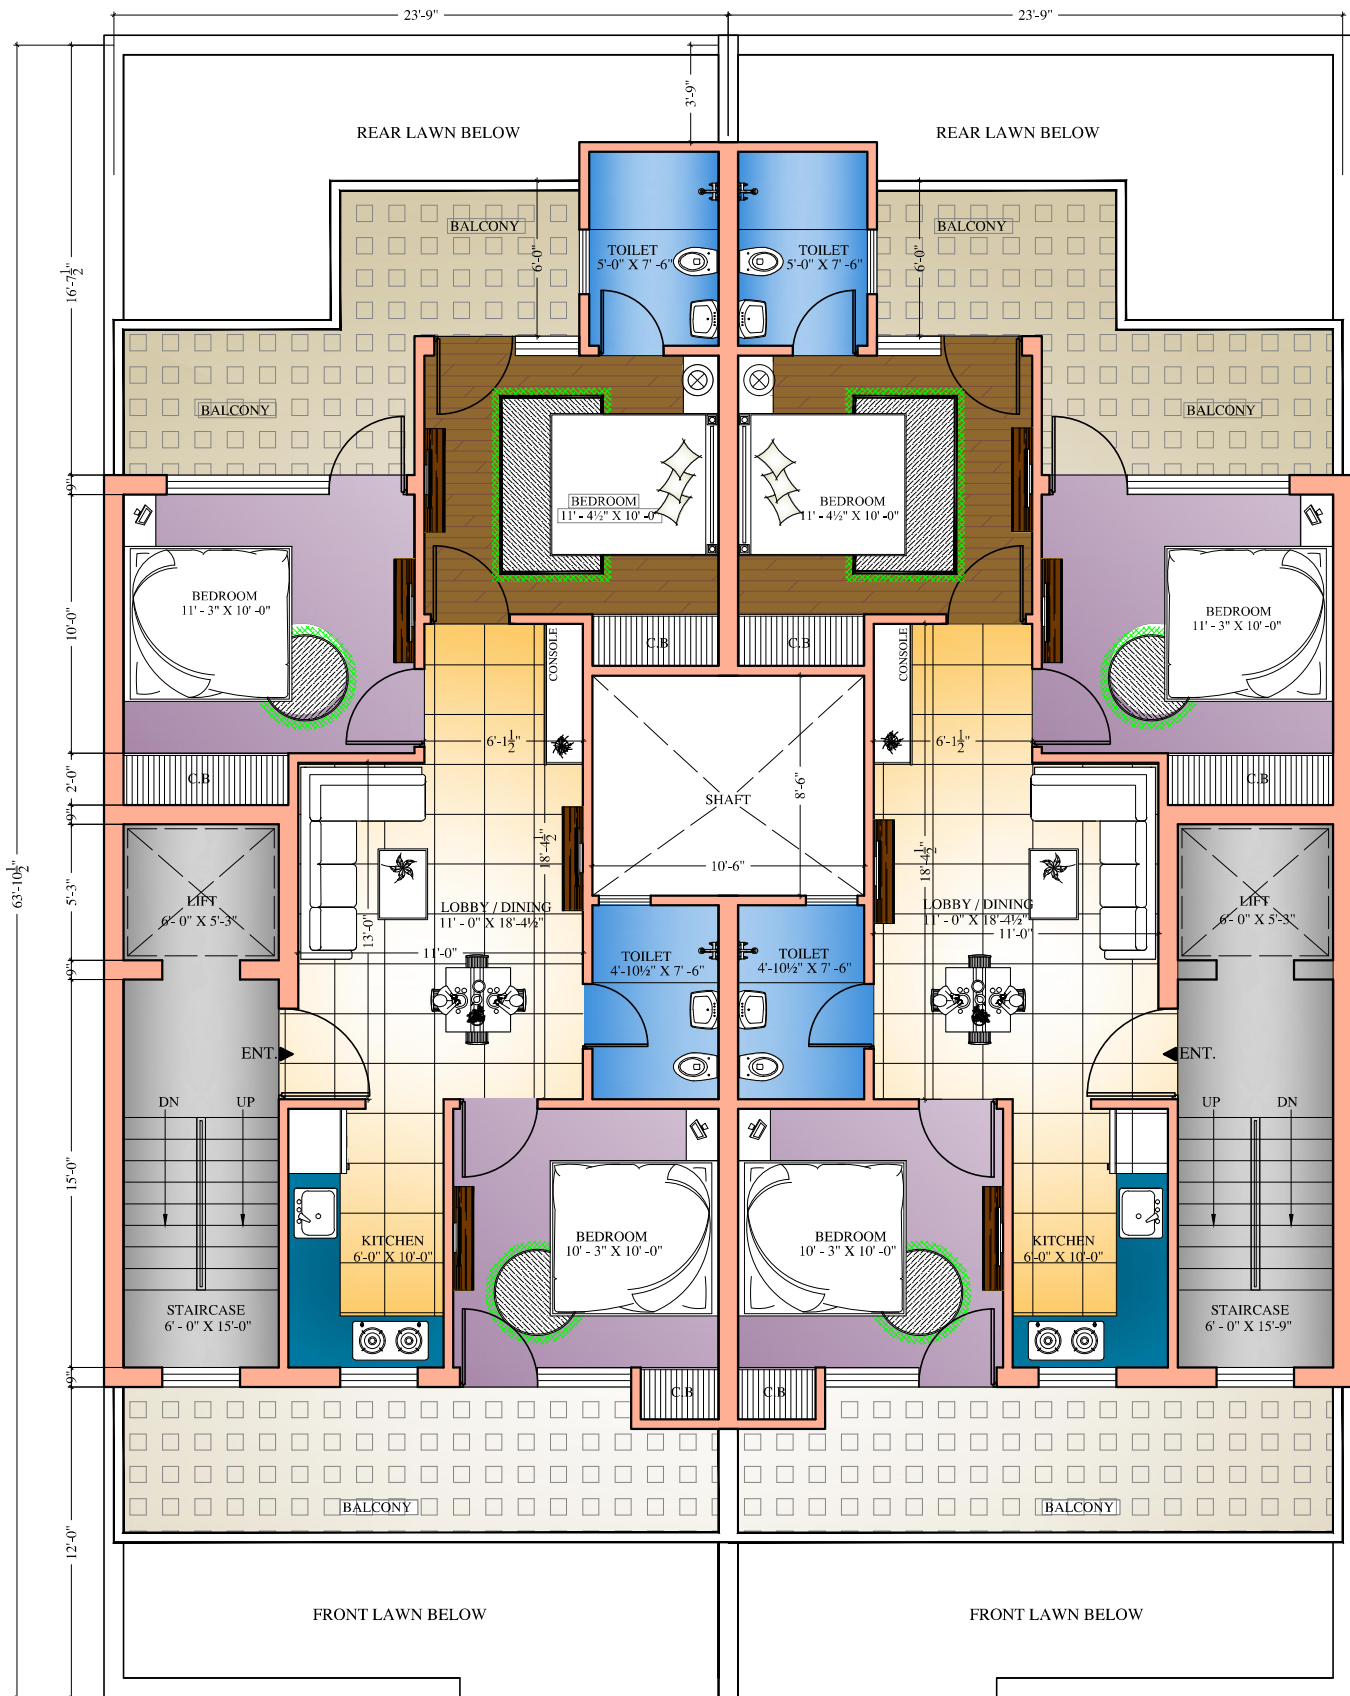 23'-9"
23'-9"
3'-9"
REAR LAWN BELOW
REAR LAWN BELOW
BALCONY
BALCONY
TOILET
5'-0" X 7' -6"
TOILET
5'-0" X 7' -6"
6'-0"
6'-0"
16'-7½"
BALCONY
BALCONY
9"
BEDROOM
11' - 4½" X 10' -0"
BEDROOM
11' - 4½" X 10' -0"
BEDROOM
11' - 3" X 10' -0"
BEDROOM
11' - 3" X 10' -0"
10'-0"
C.B
C.B
CONSOLE
CONSOLE
6'-1½"
6'-1½"
C.B
C.B
2'-0"
SHAFT
8'-6"
10'-6"
9"
18'-4½"
18'-4½"
63'-10½"
5'-3"
LIFT
6'- 0" X 5'-3"
LIFT
6'- 0" X 5'-3"
LOBBY / DINING
11' - 0" X 18'-4½"
LOBBY / DINING
11' - 0" X 18'-4½"
13'-0"
11'-0"
11'-0"
TOILET
4'-10½" X 7' -6"
TOILET
4'-10½" X 7' -6"
9"
ENT.
ENT.
DN
UP
UP
DN
15'-0"
KITCHEN
6'-0" X 10'-0"
BEDROOM
10' - 3" X 10' -0"
BEDROOM
10' - 3" X 10' -0"
KITCHEN
6'-0" X 10'-0"
STAIRCASE
6' - 0" X 15'-0"
STAIRCASE
6' - 0" X 15'-9"
9"
C.B
C.B
BALCONY
BALCONY
12'-0"
FRONT LAWN BELOW
FRONT LAWN BELOW